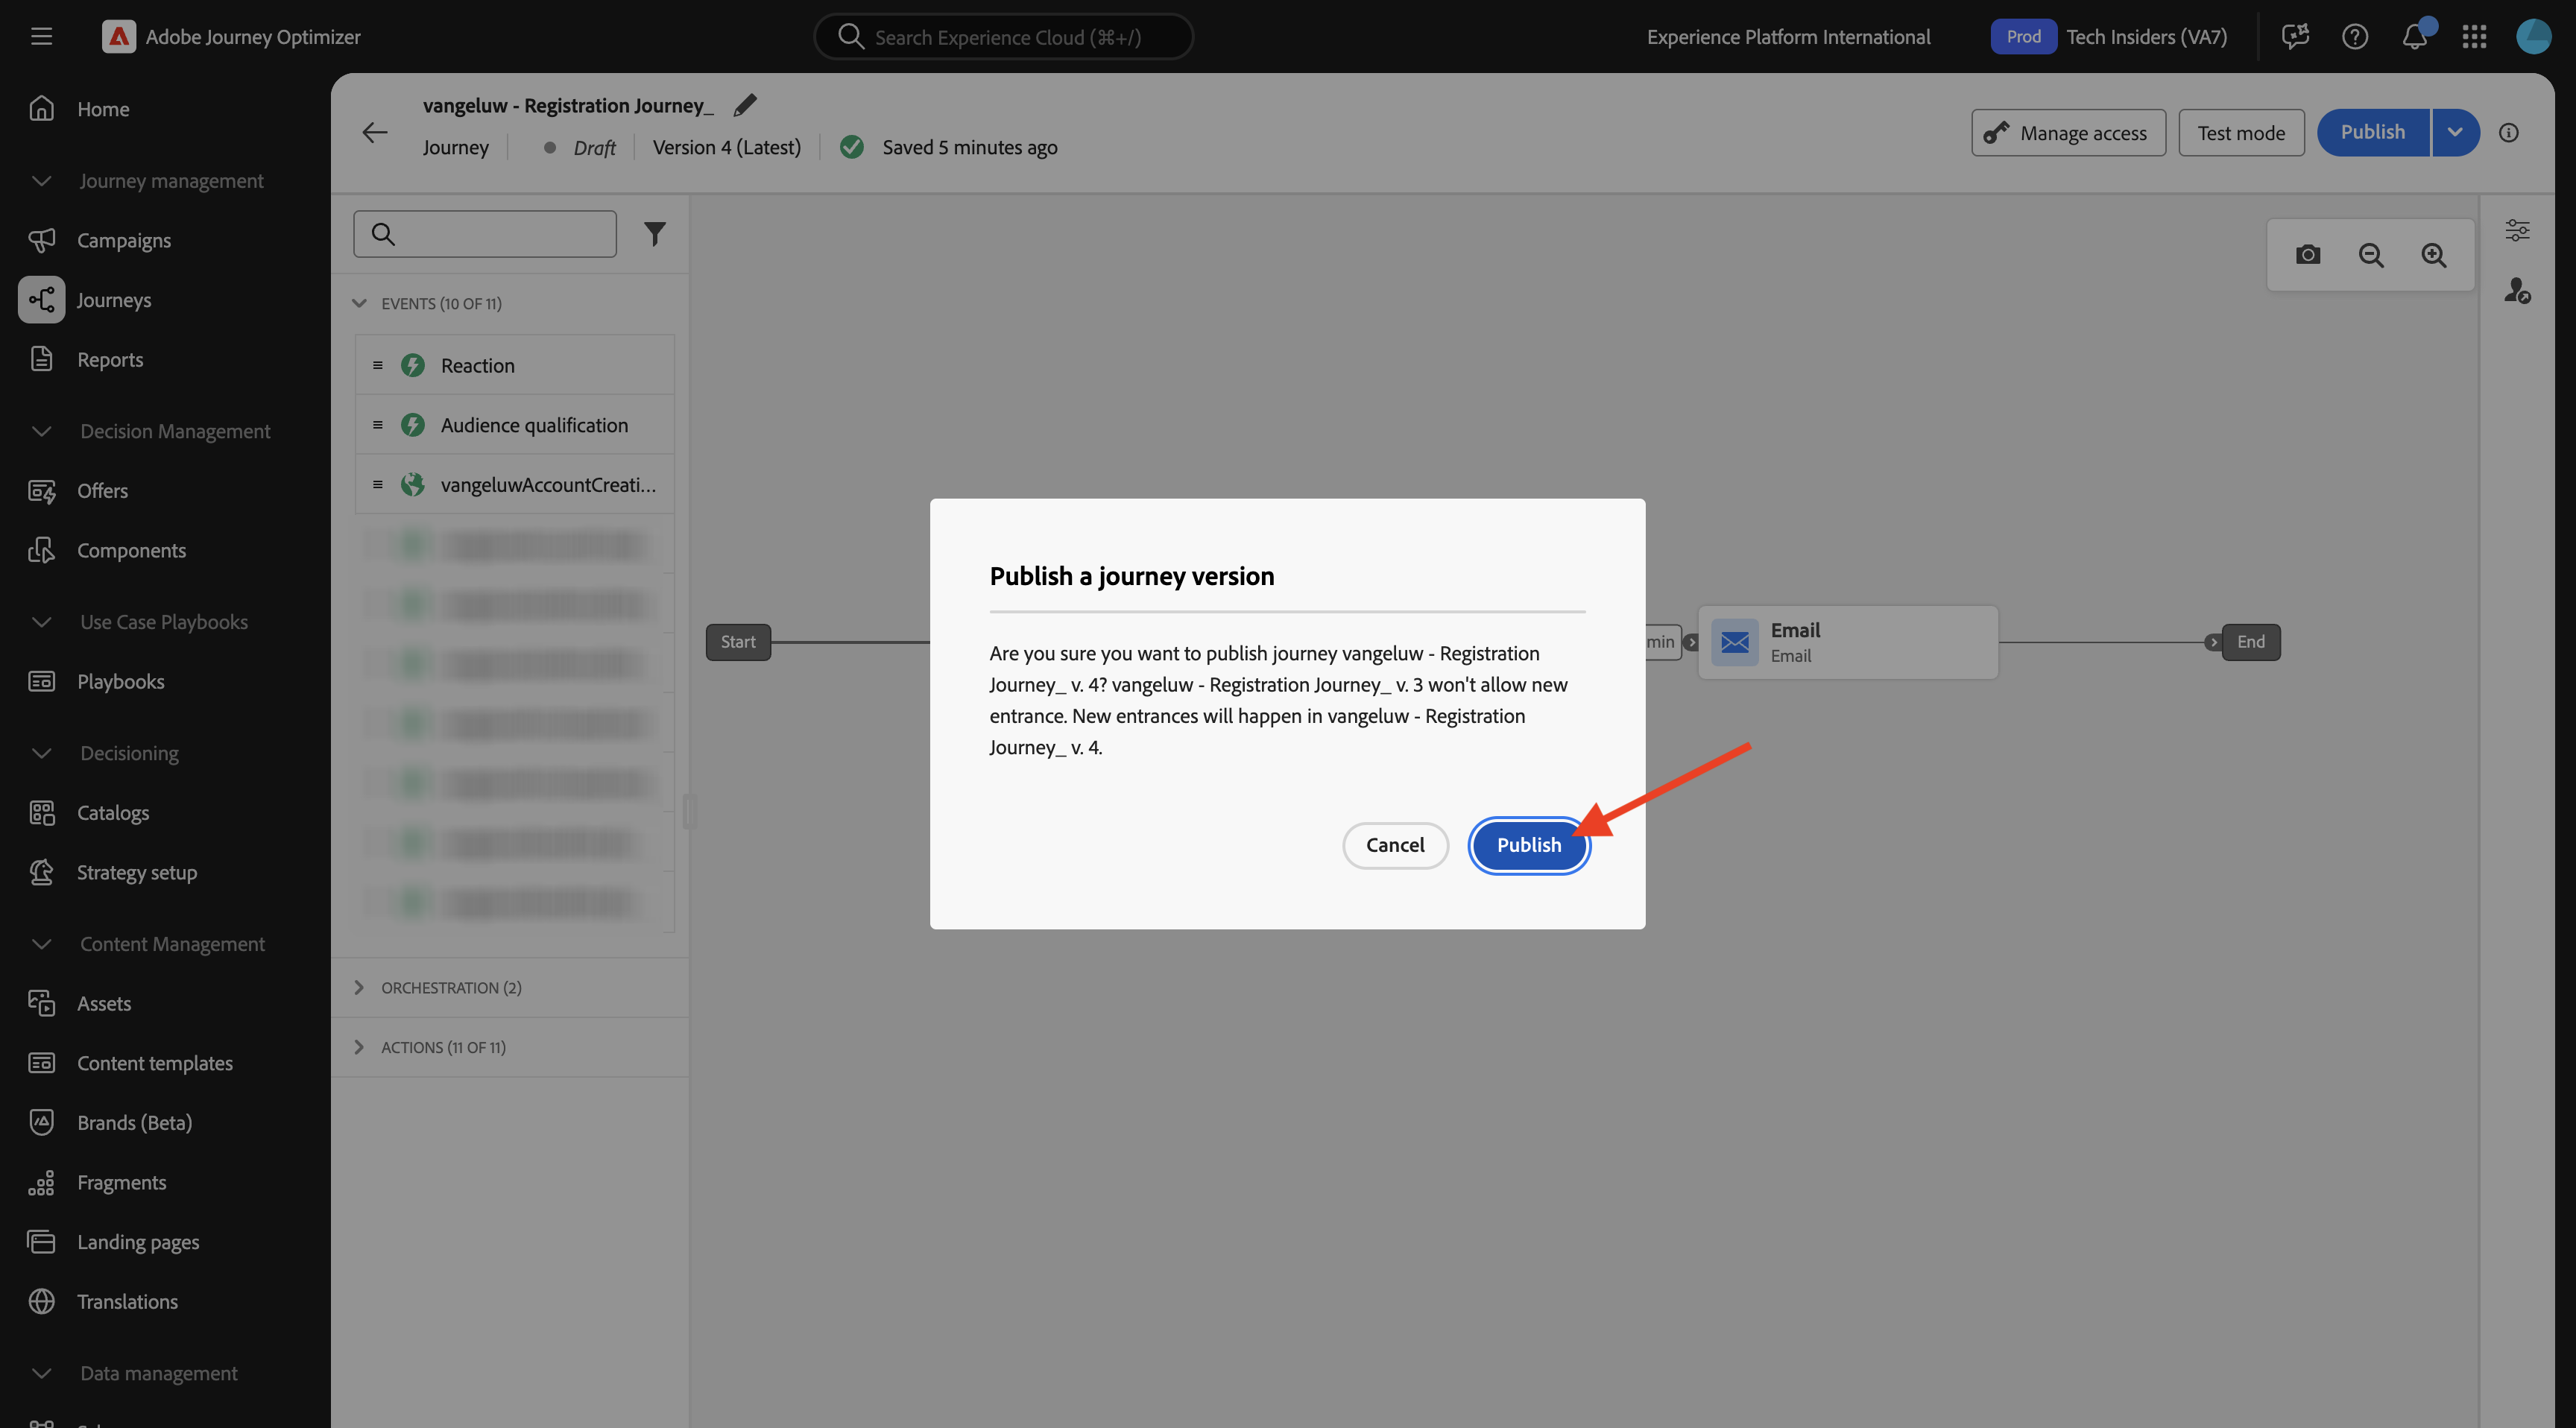 Adobe Journey Optimizer
Search Experience Cloud (⌘+/)
Experience Platform International
Prod
Tech Insiders (VA7)
Home
Journey management
Campaigns
Journeys
Reports
Decision Management
Offers
Components
Use Case Playbooks
Playbooks
Decisioning
Catalogs
Strategy setup
Content Management
Assets
Content templates
Brands (Beta)
Fragments
Landing pages
Translations
Data management
vangeluw - Registration Journey_
Journey
Draft
Version 4 (Latest)
Saved 5 minutes ago
Manage access
Test mode
Publish
EVENTS (10 OF 11)
Reaction
Audience qualification
vangeluwAccountCreati...
ORCHESTRATION (2)
ACTIONS (11 OF 11)
Start
min
Email
Email
End
Publish a journey version
Are you sure you want to publish journey vangeluw - Registration
Journey_ v. 4? vangeluw - Registration Journey_ v. 3 won't allow new
entrance. New entrances will happen in vangeluw - Registration
Journey_ v. 4.
Cancel
Publish